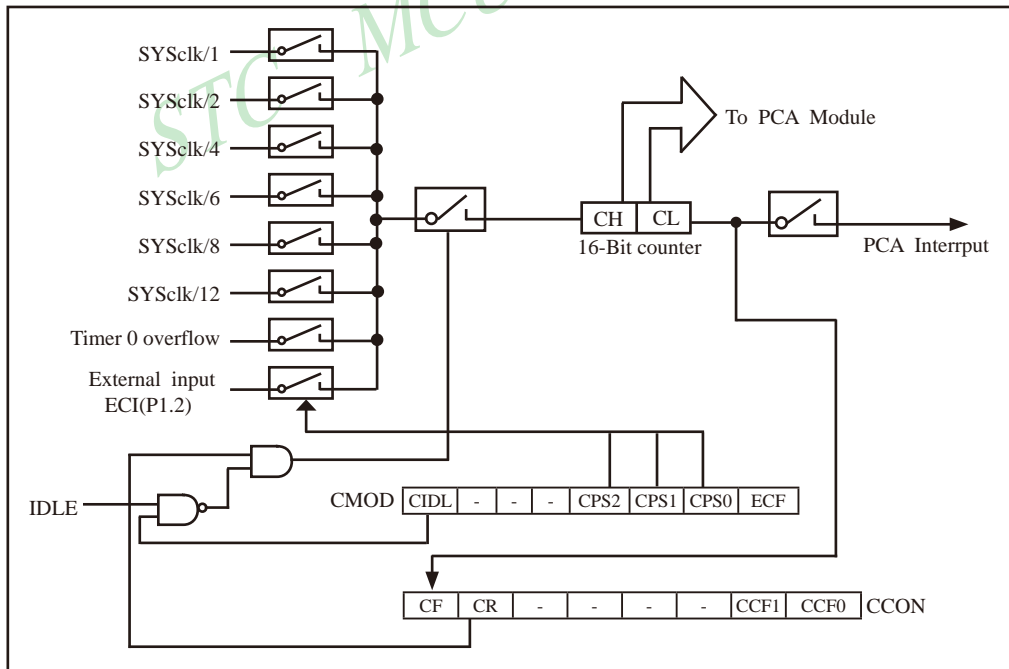 STC MCU
SYSclk/1
SYSclk/2
SYSclk/4
SYSclk/6
SYSclk/8
SYSclk/12
Timer 0 overflow
External input
ECI(P1.2)
To PCA Module
CH CL
16-Bit counter
PCA Interrput
IDLE
CMOD CIDL - - - CPS2 CPS1 CPS0 ECF
CF CR - - - - CCF1 CCF0 CCON